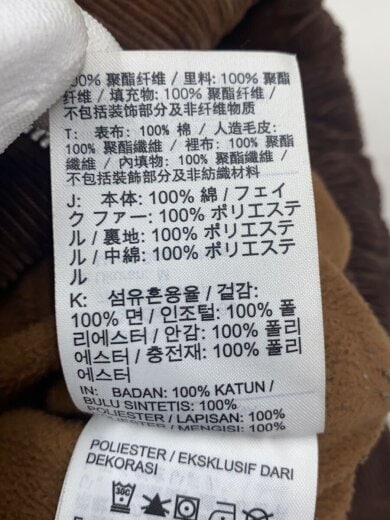 00% 聚酯纤维 / 里料: 100% 聚酯
纤维 / 填充物: 100% 聚酯纤维 /
不包括装饰部分及非纤维物质
T: 表布: 100% 棉 / 人造毛皮:
100% 聚酯纖維 / 裡布: 100% 聚酯
纖維 / 內填物: 100% 聚酯纖維 /
不包括裝飾部分及非紡織材料
J: 本体: 100% 綿 / フェイ
ク ファー: 100% ポリエステ
ル / 裏地: 100% ポリエステ
ル / 中綿: 100% ポリエステ
ル
K: 섬유혼용율 / 겉감:
100% 면 / 인조털: 100% 폴
리에스터 / 안감: 100% 폴리
에스터 / 충전재: 100% 폴리
에스터
IN: BADAN: 100% KATUN /
BULU SINTETIS: 100%
POLIESTER / LAPISAN: 100%
POLIESTER / MENGISI: 100%
POLIESTER / EKSKLUSIF DARI
DEKORASI
30C